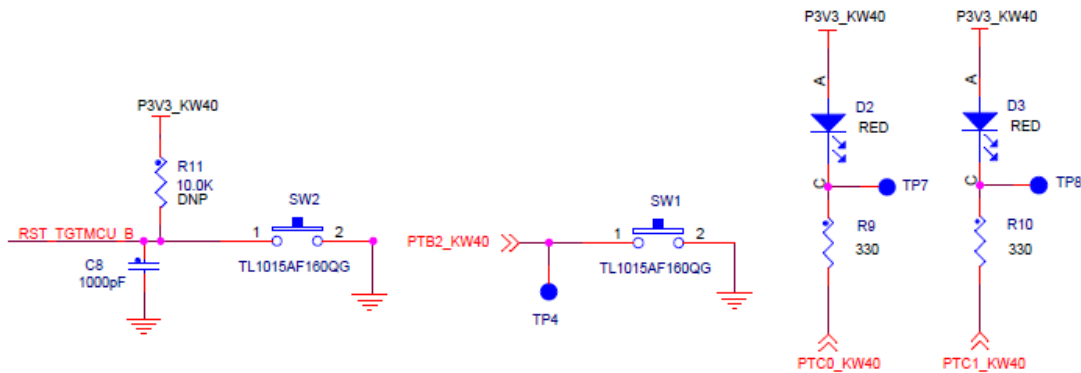 P3V3_KW40
R11
10.0K
DNP
RST_TGTMCU_B
C8
1000pF
SW2
1
2
TL1015AF160QG
PTB2_KW40
TP4
SW1
1
2
TL1015AF160QG
P3V3_KW40
A
D2
RED
C
TP7
R9
330
PTC0_KW40
P3V3_KW40
A
D3
RED
C
TP8
R10
330
PTC1_KW40